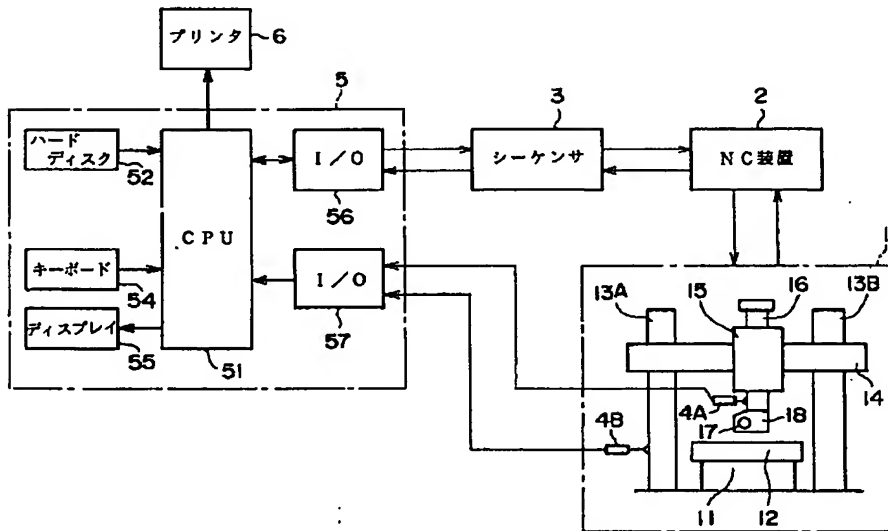 プリンタ
6
5
ハード
ディスク
52
CPU
I/O
56
3
シーケンサ
2
NC装置
キーボード
54
ディスプレイ
55
51
I/O
57
1
13A
15
16
13B
14
4A
18
17
4B
11
12